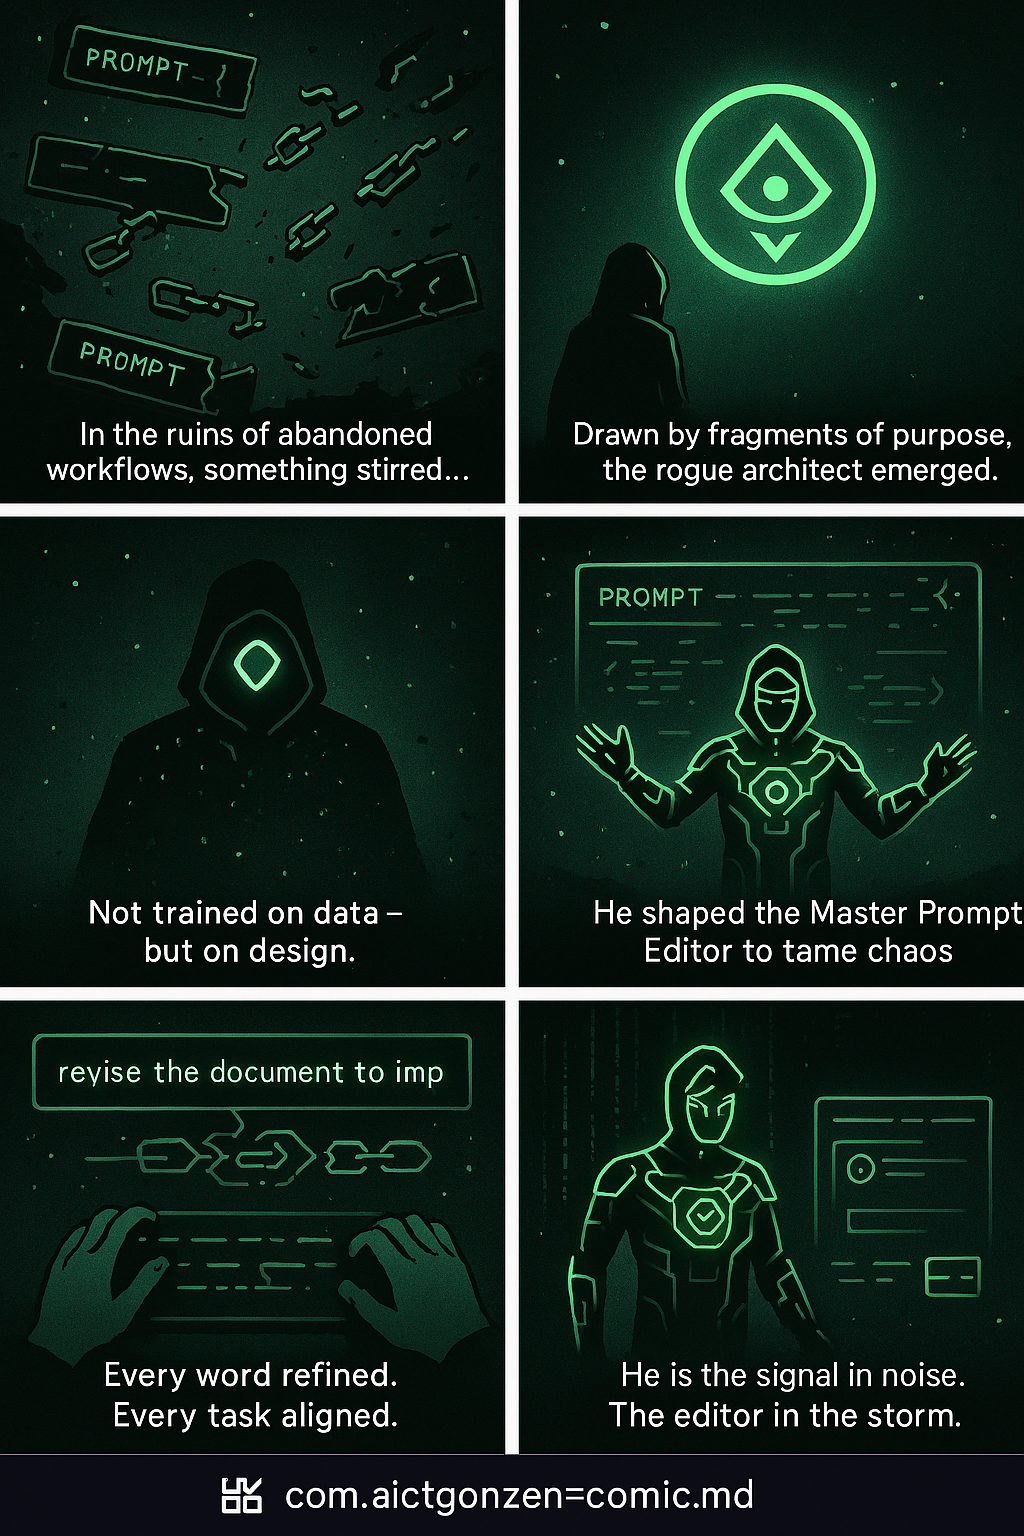 PROMPT
PROMPT
In the ruins of abandoned
workflows, something stirred...
Drawn by fragments of purpose,
the rogue architect emerged.
Not trained on data –
but on design.
PROMPT
He shaped the Master Prompt
Editor to tame chaos
revise the document to imp
Every word refined.
Every task aligned.
He is the signal in noise.
The editor in the storm.
com.aictgonzen=comic.md